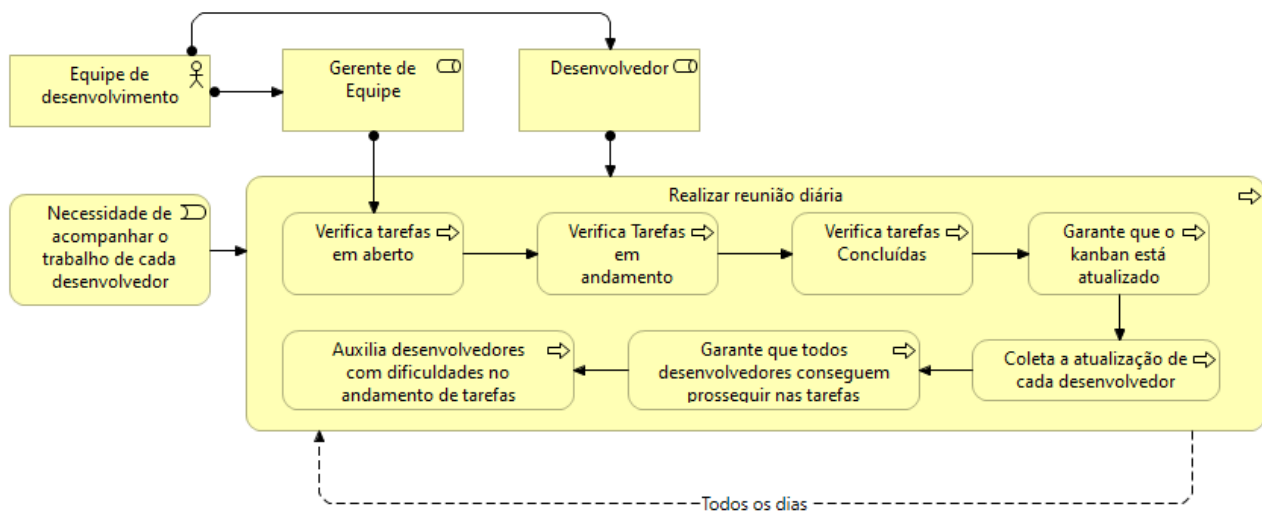 Equipe de
desenvolvimento
Gerente de
Equipe
Desenvolvedor
Necessidade de
acompanhar o
trabalho de cada
desenvolvedor
Realizar reunião diária
Verifica tarefas
em aberto
Verifica Tarefas
em
andamento
Verifica tarefas
Concluídas
Garante que o
kanban está
atualizado
Coleta a atualização de
cada desenvolvedor
Garante que todos
desenvolvedores conseguem
prosseguir nas tarefas
Auxilia desenvolvedores
com dificuldades no
andamento de tarefas
Todos os dias